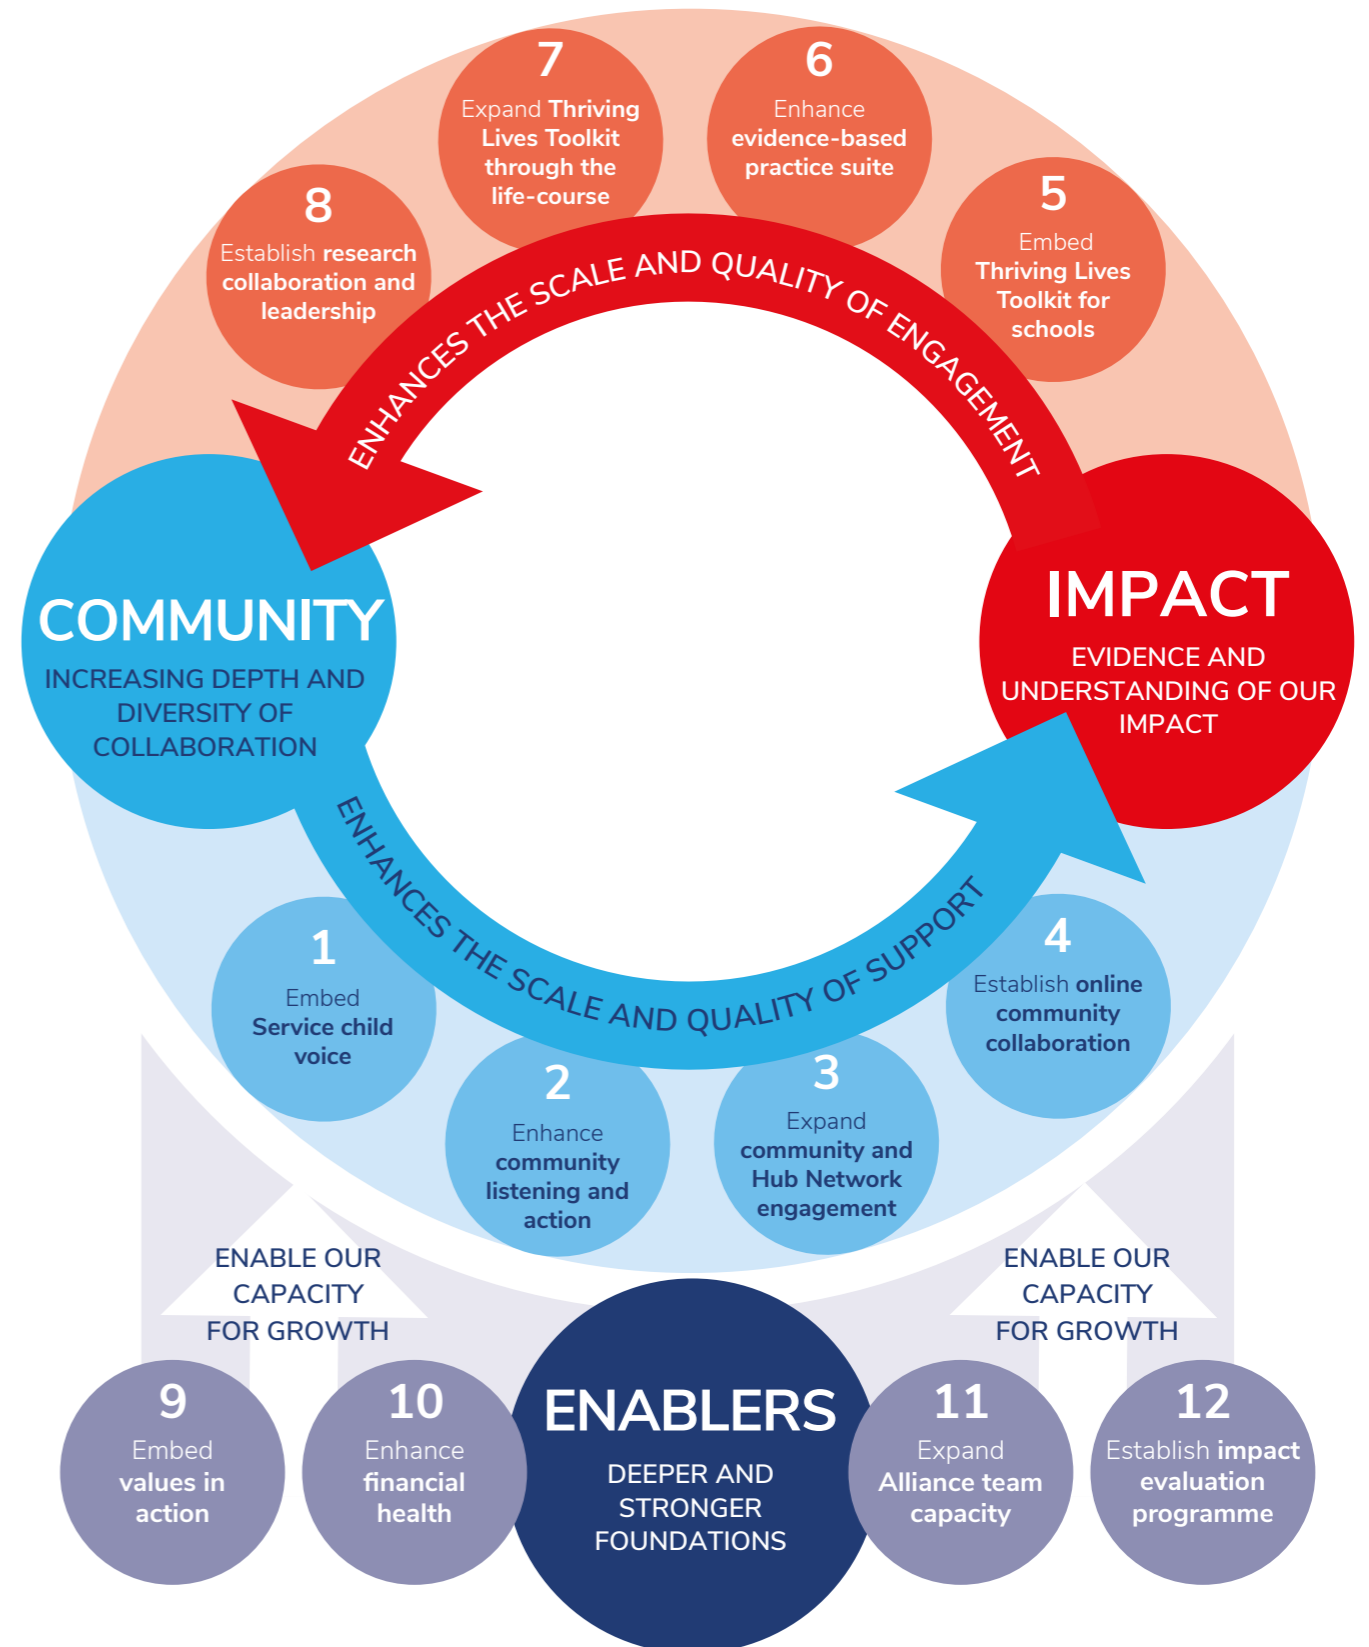 7
Expand Thriving
Lives Toolkit
through the
life-course
6
Enhance
evidence-based
practice suite
8
Establish research
collaboration and
leadership
5
Embed
Thriving Lives
Toolkit for
schools
ENHANCES THE SCALE AND QUALITY OF ENGAGEMENT
COMMUNITY
INCREASING DEPTH AND
DIVERSITY OF
COLLABORATION
IMPACT
EVIDENCE AND
UNDERSTANDING OF OUR
IMPACT
ENHANCES THE SCALE AND QUALITY OF SUPPORT
1
Embed
Service child
voice
2
Enhance
community
listening and
action
3
Expand
community and
Hub Network
engagement
4
Establish online
community
collaboration
ENABLE OUR
CAPACITY
FOR GROWTH
ENABLE OUR
CAPACITY
FOR GROWTH
9
Embed
values in
action
10
Enhance
financial
health
ENABLERS
DEEPER AND
STRONGER
FOUNDATIONS
11
Expand
Alliance team
capacity
12
Establish impact
evaluation
programme